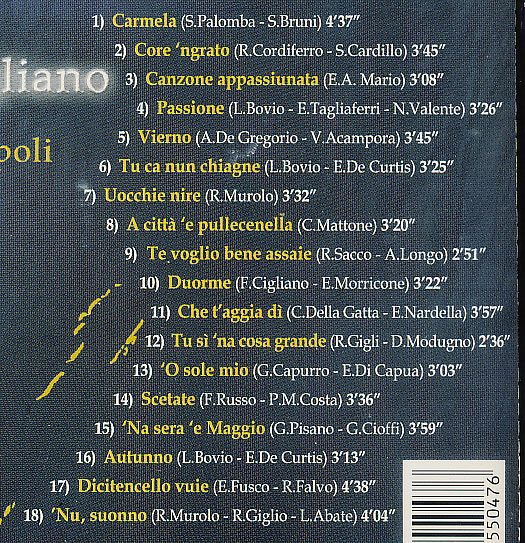 1) Carmela (S.Palomba - S.Bruni) 4'37"
2) Core 'ngrato (R.Cordiferro - S.Cardillo) 3'45"
liano
3) Canzone appassiunata (E.A. Mario) 3'08"
4) Passione (L.Bovio - E.Tagliaferri - N.Valente) 3'26"
5) Vierno (A.De Gregorio - V.Acampora) 3'45"
poli
6) Tu ca nun chiagne (L.Bovio - E.De Curtis) 3'25"
7) Uocchie nire (R.Murolo) 3'32"
8) A città 'e pullecenella (C.Mattone) 3'20"
9) Te voglio bene assaie (R.Sacco - A.Longo) 2'51"
10) Duorme (F.Cigliano - E.Morricone) 3'22"
11) Che t'aggia dì (C.Della Gatta - E.Nardella) 3'57"
12) Tu sì 'na cosa grande (R.Gigli - D.Modugno) 2'36"
13) 'O sole mio (G.Capurro - E.Di Capua) 3'03"
14) Scetate (F.Russo - P.M.Costa) 3'36"
15) 'Na sera 'e Maggio (G.Pisano - G.Cioffi) 3'59"
16) Autunno (L.Bovio - E.De Curtis) 3'13"
17) Dicitencello vuie (E.Fusco - R.Falvo) 4'38"
18) 'Nu, suonno (R.Murolo - R.Giglio - L.Abate) 4'04"
550476